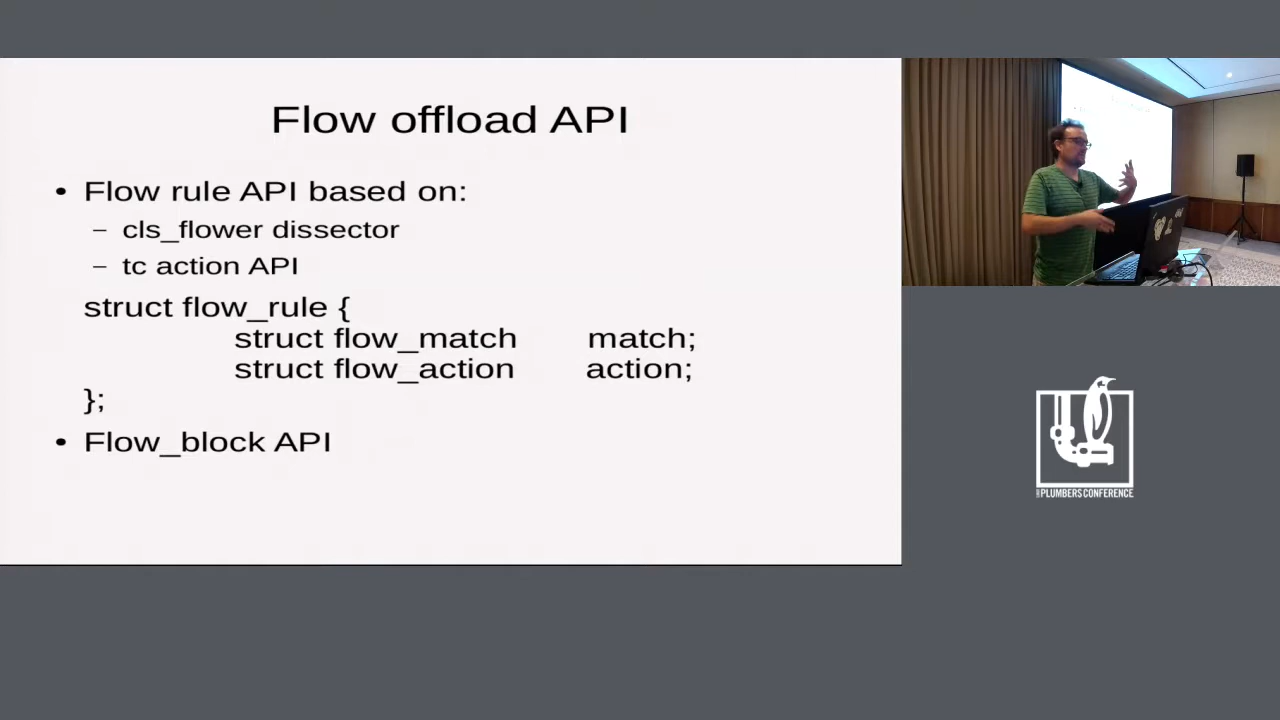 Flow offload API
• Flow rule API based on:
– cls_flower dissector
– tc action API
struct flow_rule {
struct flow_match match;
struct flow_action action;
};
• Flow_block API
PLUMBERS CONFERENCE